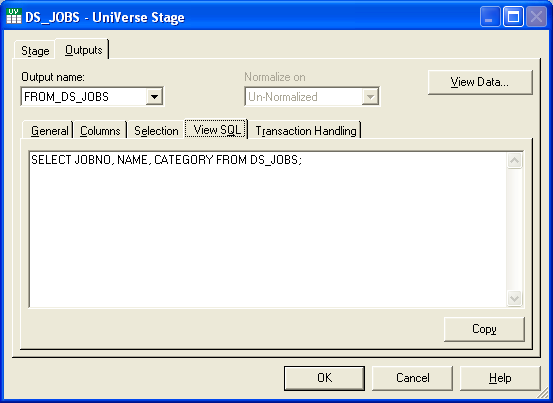 DS_JOBS - UniVerse Stage
Stage Outputs
Output name: Normalize on
FROM_DS_JOBS Un-Normalized View Data...
General Columns Selection View SQL Transaction Handling
SELECT JOBNO, NAME, CATEGORY FROM DS_JOBS;
Copy
OK Cancel Help